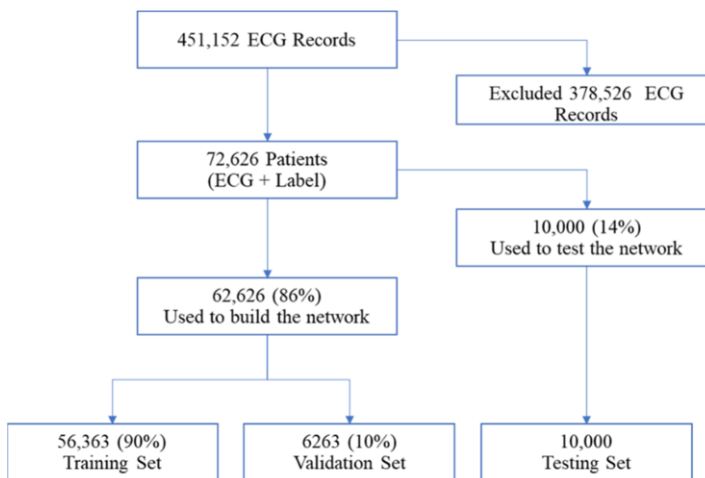 451,152 ECG Records
Excluded 378,526 ECG
Records
72,626 Patients
(ECG + Label)
10,000 (14%)
Used to test the network
62,626 (86%)
Used to build the network
56,363 (90%)
Training Set
6263 (10%)
Validation Set
10,000
Testing Set